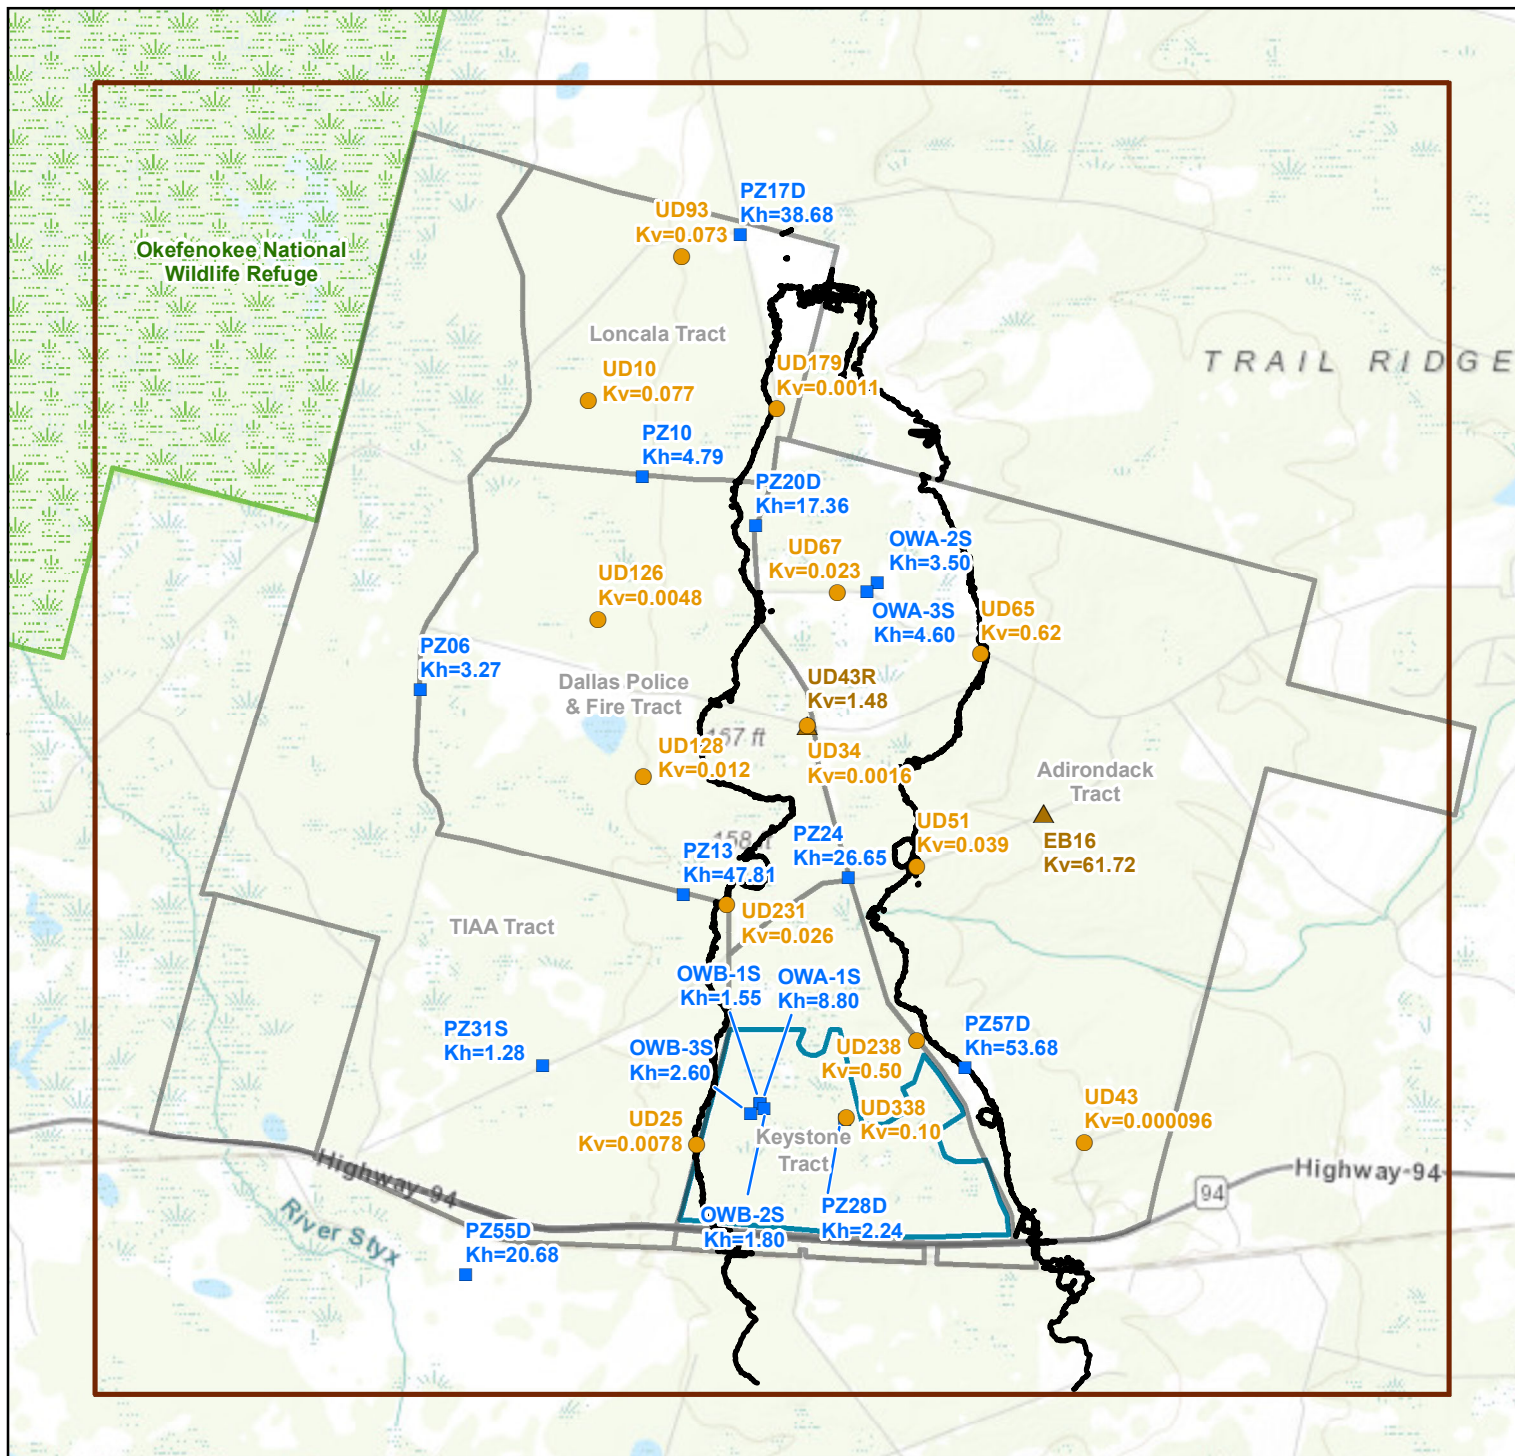 PZ17D
Kh=38.68
UD93
Kv=0.073
Okefenokee National
Wildlife Refuge
Loncala Tract
TRAIL RIDGE
UD179
Kv=0.0011
UD10
Kv=0.077
PZ10
Kh=4.79
PZ20D
Kh=17.36
OWA-2S
Kh=3.50
UD67
Kv=0.023
UD126
Kv=0.0048
OWA-3S
Kh=4.60
UD65
Kv=0.62
PZ06
Kh=3.27
Dallas Police
& Fire Tract
UD43R
Kv=1.48
157 ft
UD128
Kv=0.012
UD34
Kv=0.0016
Adirondack
Tract
UD51
Kv=0.039
EB16
Kv=61.72
158 ft
PZ24
Kh=26.65
PZ13
Kh=47.81
UD231
Kv=0.026
TIAA Tract
OWB-1S
Kh=1.55
OWA-1S
Kh=8.80
PZ31S
Kh=1.28
OWB-3S
Kh=2.60
UD238
Kv=0.50
PZ57D
Kh=53.68
UD25
Kv=0.0078
UD338
Kv=0.10
UD43
Kv=0.000096
Keystone
Tract
Highway-94
94
Highway-94
OWB-2S
Kh=1.80
PZ28D
Kh=2.24
River Styx
PZ55D
Kh=20.68